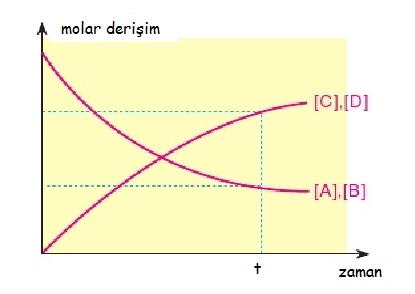 molar derişim
[C],[D]
[A],[B]
t
zaman